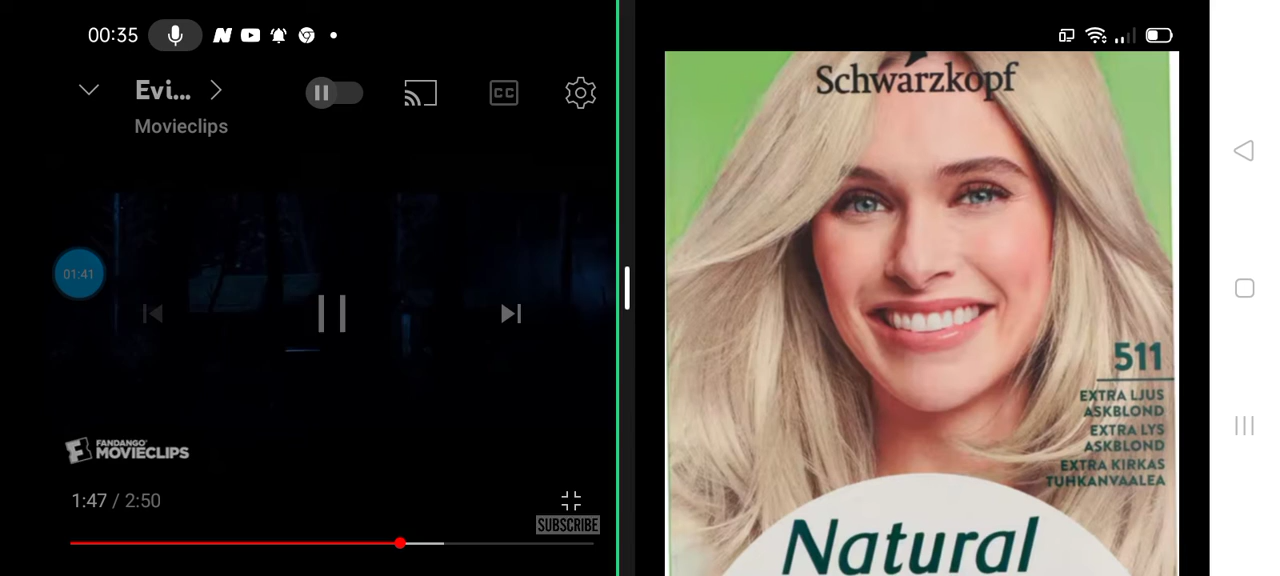 00:35
Evi...
Movieclips
CC
01:41
FANDANGO
MOVIECLIPS
1:47 / 2:50
SUBSCRIBE
Schwarzkopf
511
EXTRA LJUS
ASKBLOND
EXTRA LYS
ASKBLOND
EXTRA KIRKAS
TUHKANVAALEA
Natural